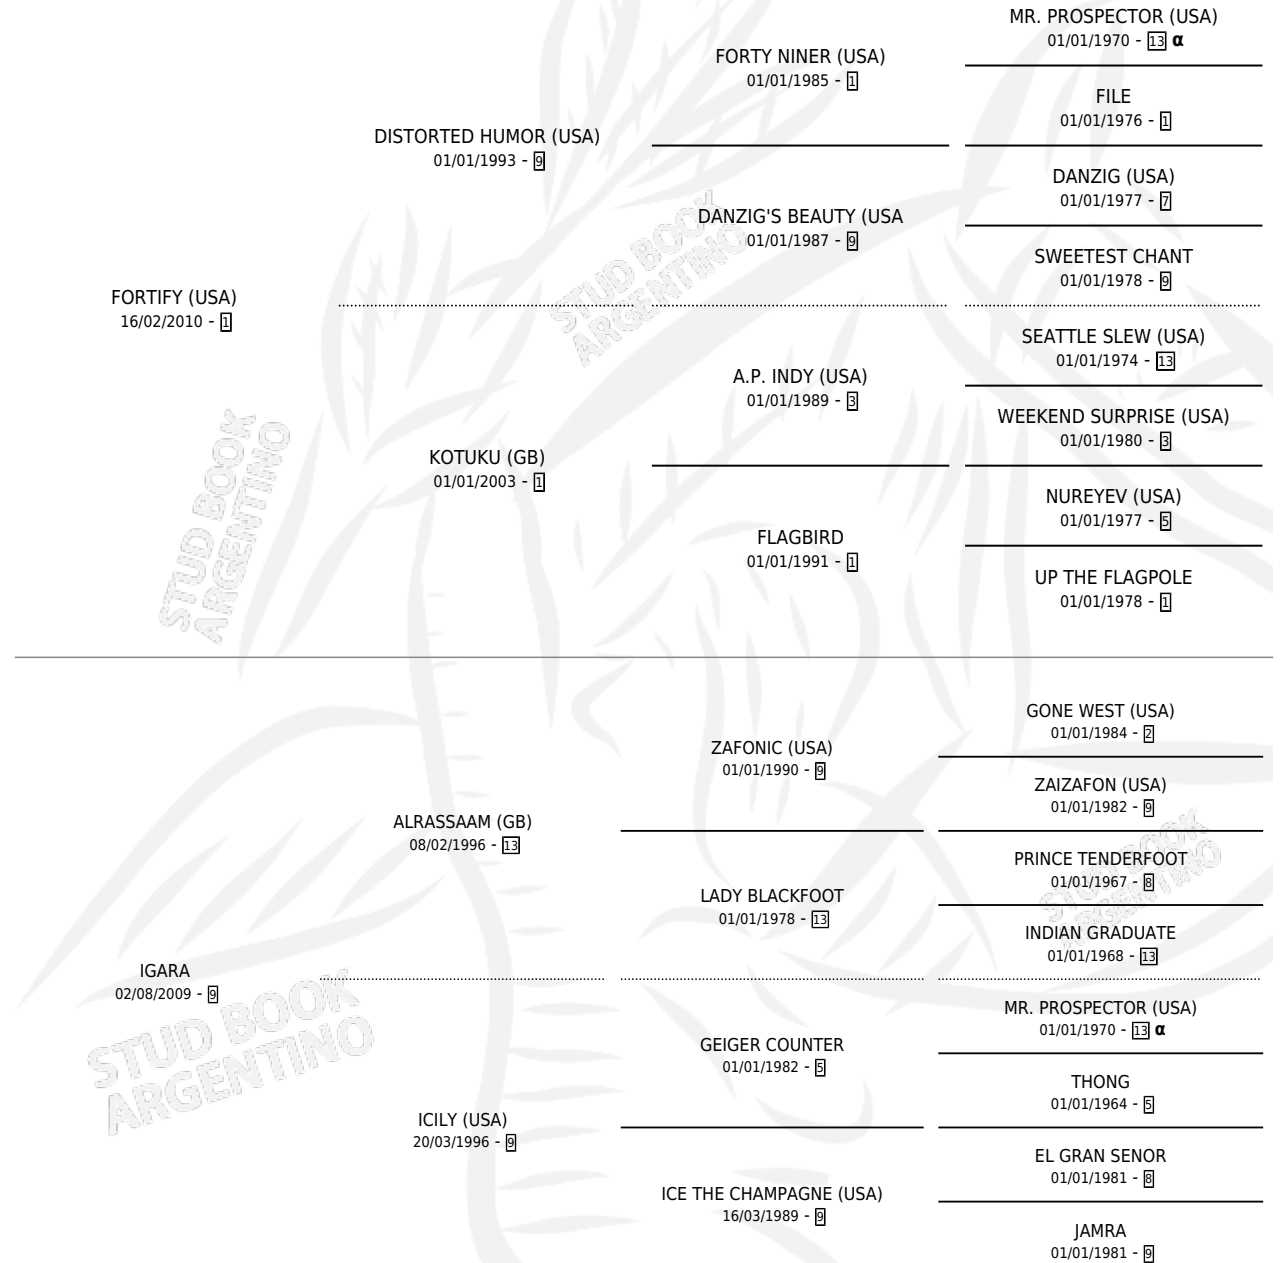 MR. PROSPECTOR (USA)
01/01/1970 - 13 α
FORTY NINER (USA)
01/01/1985 - 1
FILE
01/01/1976 - 1
DISTORTED HUMOR (USA)
01/01/1993 - 9
DANZIG (USA)
01/01/1977 - 7
DANZIG'S BEAUTY (USA
01/01/1987 - 9
SWEETEST CHANT
01/01/1978 - 9
FORTIFY (USA)
16/02/2010 - 1
SEATTLE SLEW (USA)
01/01/1974 - 13
A.P. INDY (USA)
01/01/1989 - 3
WEEKEND SURPRISE (USA)
01/01/1980 - 3
KOTUKU (GB)
01/01/2003 - 1
NUREYEV (USA)
01/01/1977 - 5
FLAGBIRD
01/01/1991 - 1
UP THE FLAGPOLE
01/01/1978 - 1
GONE WEST (USA)
01/01/1984 - 2
ZAFONIC (USA)
01/01/1990 - 9
ZAIZAFON (USA)
01/01/1982 - 9
ALRASSAAM (GB)
08/02/1996 - 13
PRINCE TENDERFOOT
01/01/1967 - 8
LADY BLACKFOOT
01/01/1978 - 13
INDIAN GRADUATE
01/01/1968 - 13
IGARA
02/08/2009 - 9
MR. PROSPECTOR (USA)
01/01/1970 - 13 α
GEIGER COUNTER
01/01/1982 - 5
THONG
01/01/1964 - 5
ICILY (USA)
20/03/1996 - 9
EL GRAN SENOR
01/01/1981 - 8
ICE THE CHAMPAGNE (USA)
16/03/1989 - 9
JAMRA
01/01/1981 - 9
STUD BOOK
ARGENTINO
STUD BOOK
ARGENTINO
STUD BOOK
ARGENTINO
STUD BOOK
ARGENTINO